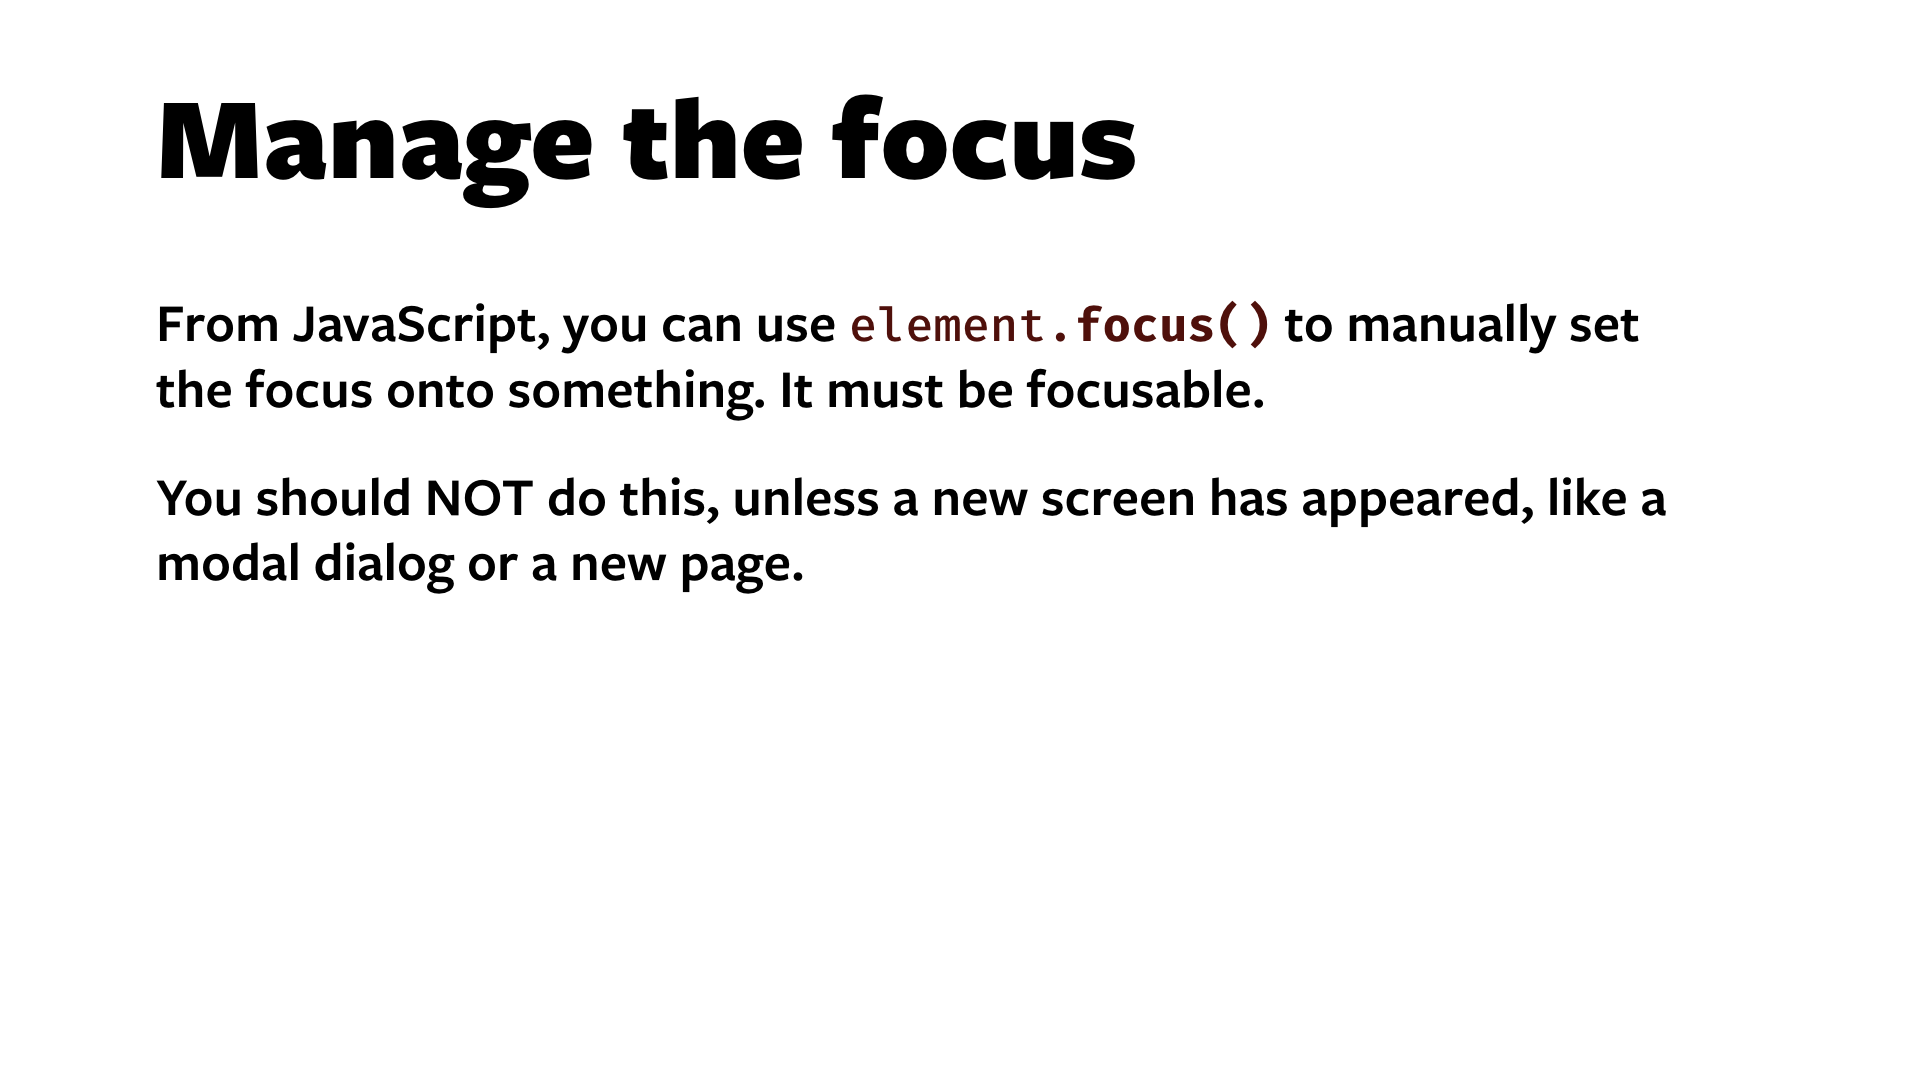 Manage the focus
From JavaScript, you can use element.focus() to manually set
the focus onto something. It must be focusable.
You should NOT do this, unless a new screen has appeared, like a
modal dialog or a new page.